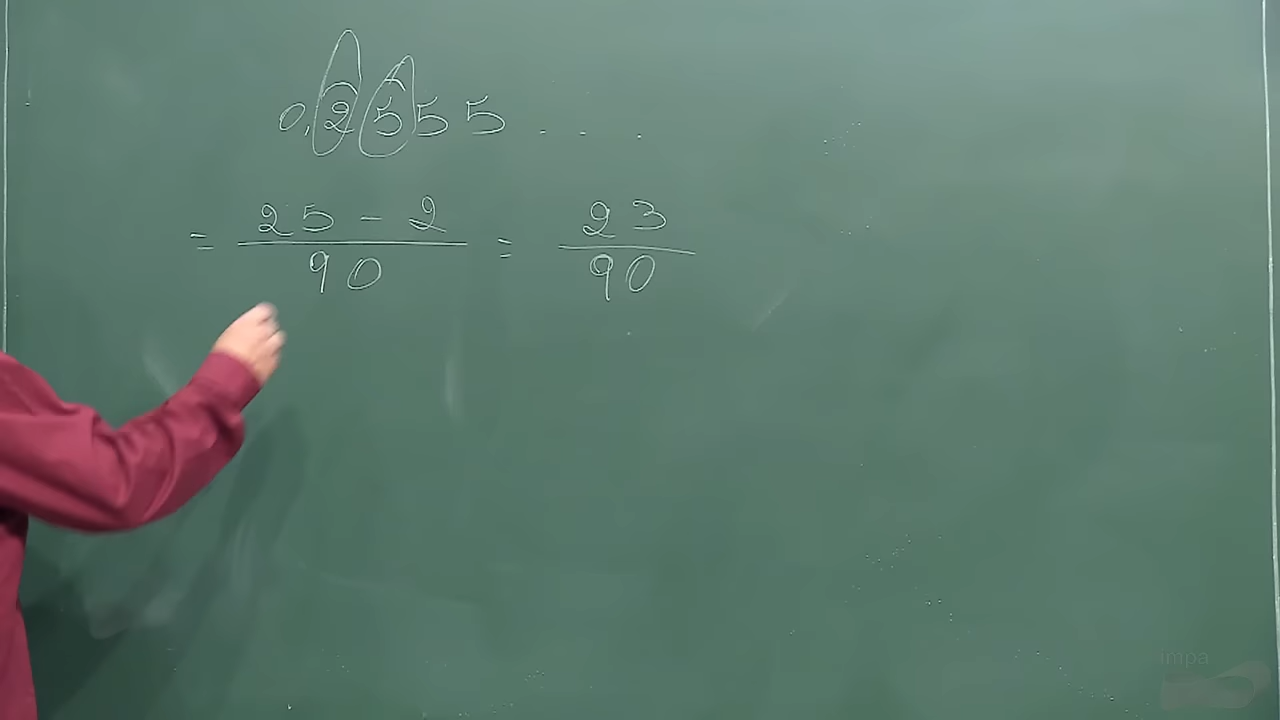 0,2555 . . .
= 25 - 2 / 90 = 23 / 90
impa